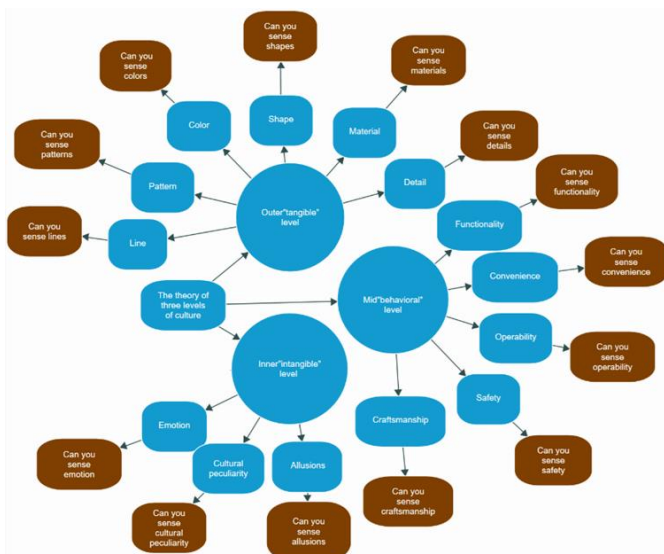 Can you
sense
shapes
Can you
sense
colors
Can you
sense
materials
Color
Shape
Material
Can you
sense
patterns
Can you
sense
details
Pattern
Detail
Can you
sense
functionality
Outer"tangible"
level
Functionality
Can you
sense lines
Line
Can you
sense
convenience
Convenience
The theory of
three levels
of culture
Mid"behavioral"
level
Operability
Can you
sense
operability
Inner"intangible"
level
Safety
Emotion
Craftsmanship
Can you
sense
emotion
Cultural
peculiarity
Allusions
Can you
sense
safety
Can you
sense
craftsmanship
Can you
sense
cultural
peculiarity
Can you
sense
allusions